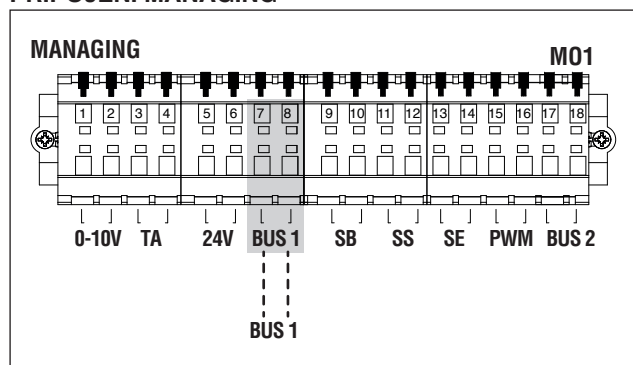 MANAGING
MO1
1 2 3 4 5 6 7 8 9 10 11 12 13 14 15 16 17 18
0-10V TA 24V BUS 1 SB SS SE PWM BUS 2
BUS 1